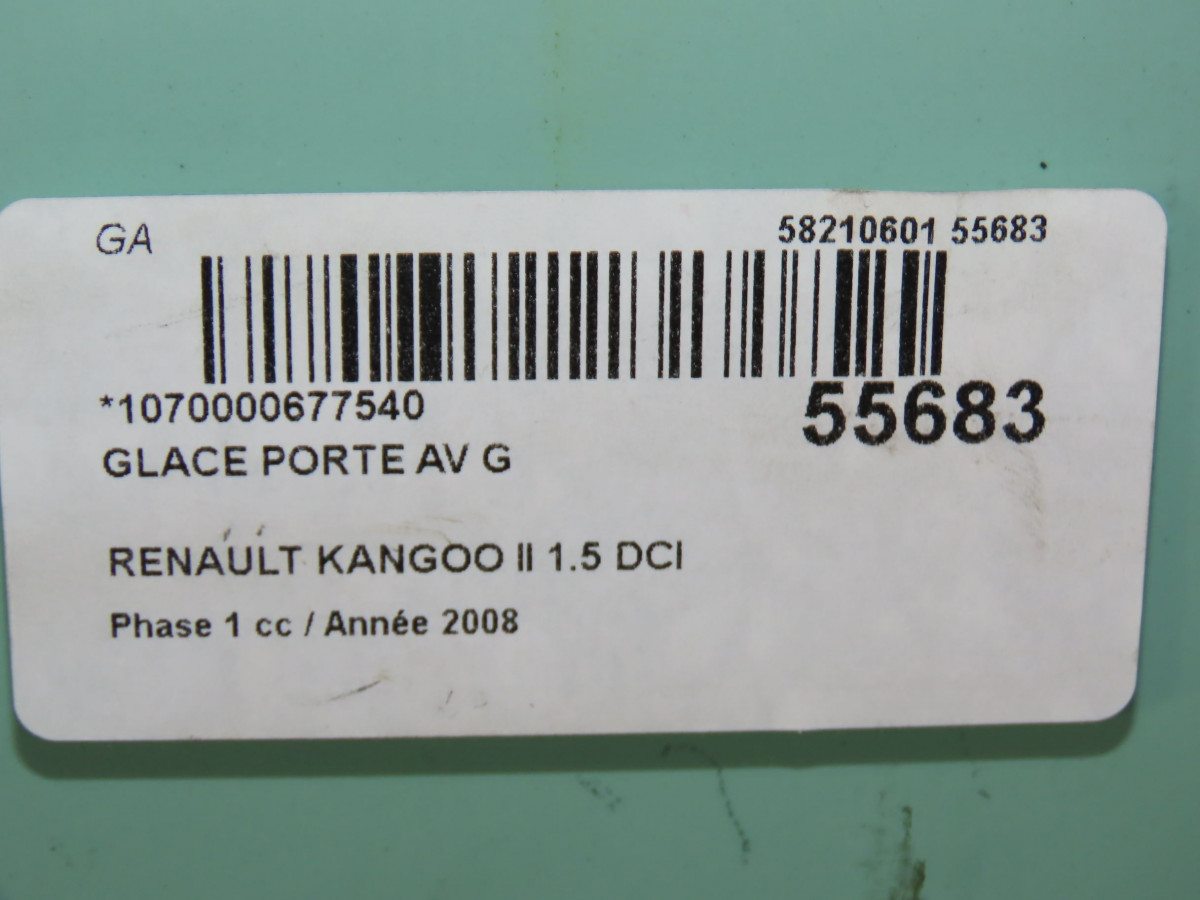 GA
58210601 55683
*1070000677540
55683
GLACE PORTE AV G
RENAULT KANGOO II 1.5 DCI
Phase 1 cc / Année 2008